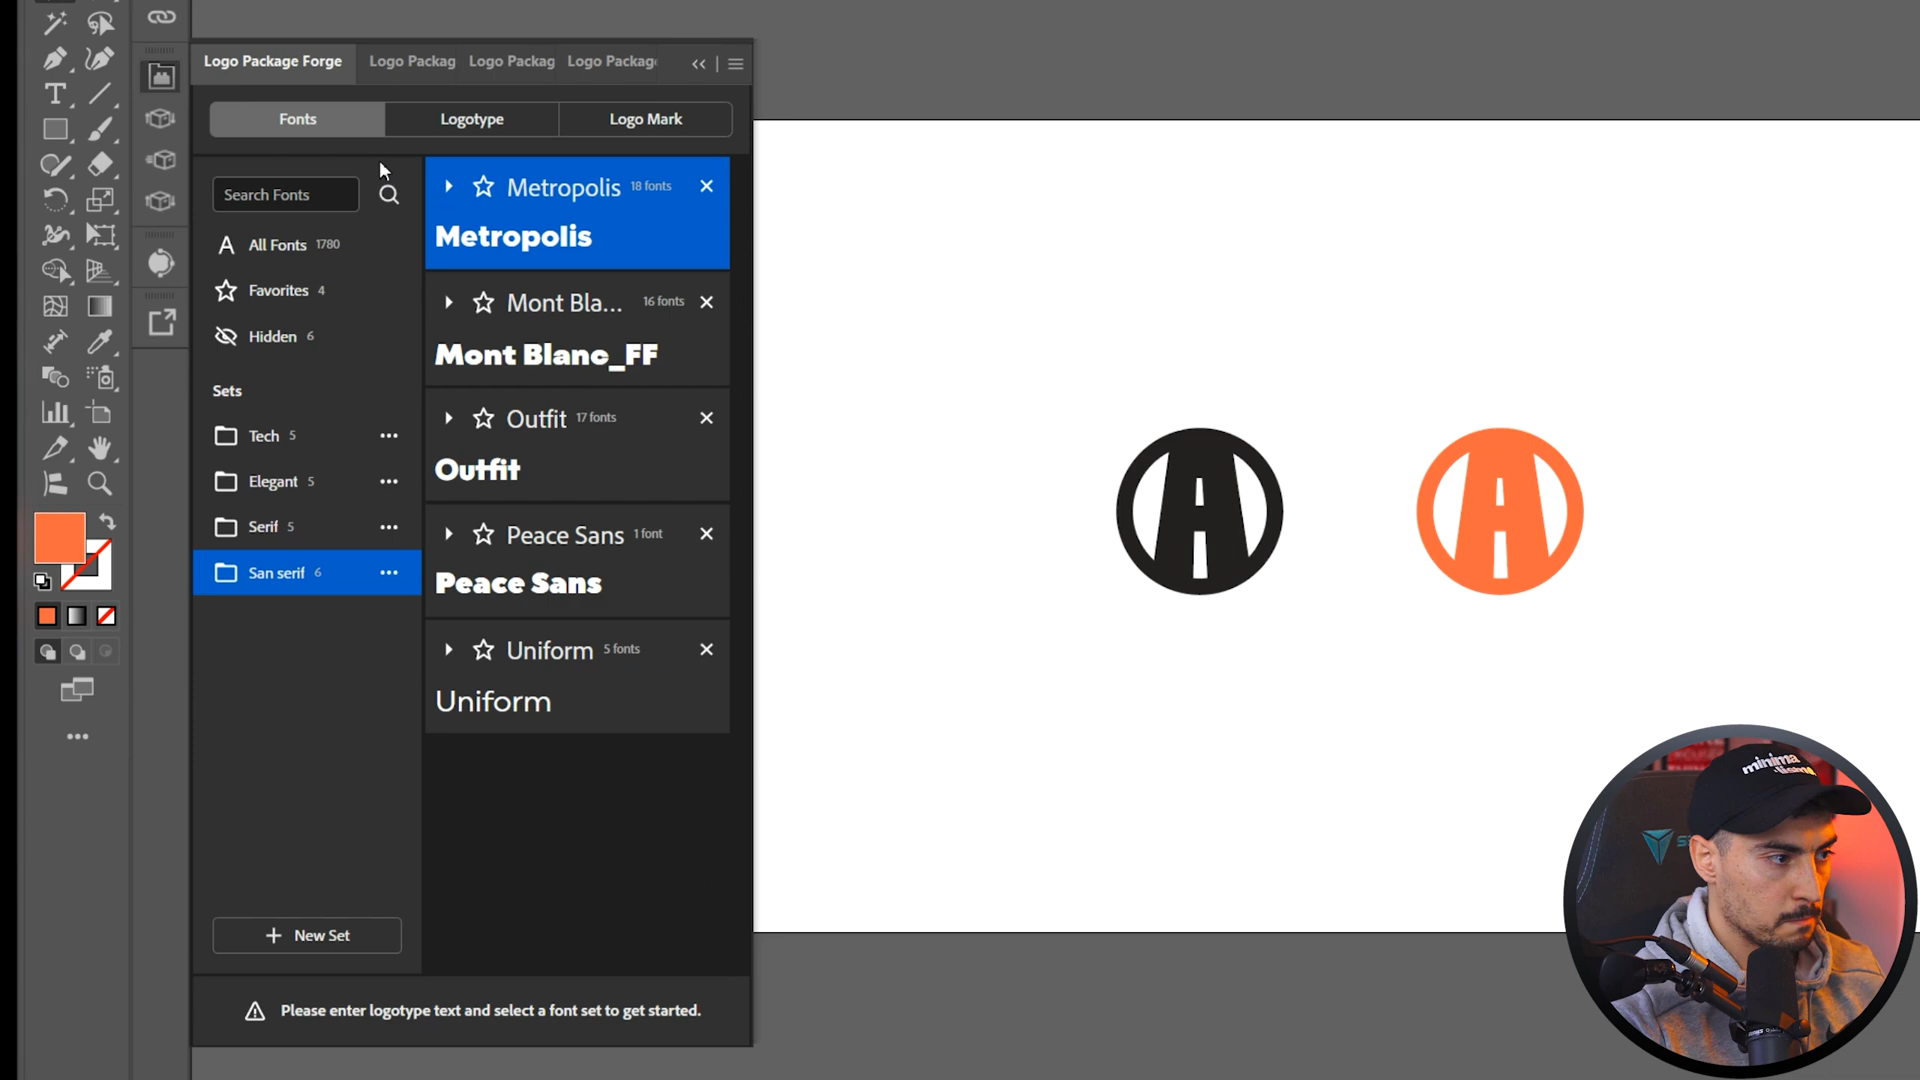 Logo Package Forge
Logo Packag
Logo Packag
Logo Package
Fonts
Logotype
Logo Mark
Search Fonts
All Fonts 1780
Favorites 4
Hidden 6
Sets
Tech 5
Elegant 5
Serif 5
San serif 6
New Set
Metropolis 18 fonts
Metropolis
Mont Bla... 16 fonts
Mont Blanc_FF
Outfit 17 fonts
Outfit
Peace Sans 1 font
Peace Sans
Uniform 5 fonts
Uniform
Please enter logotype text and select a font set to get started.
minima